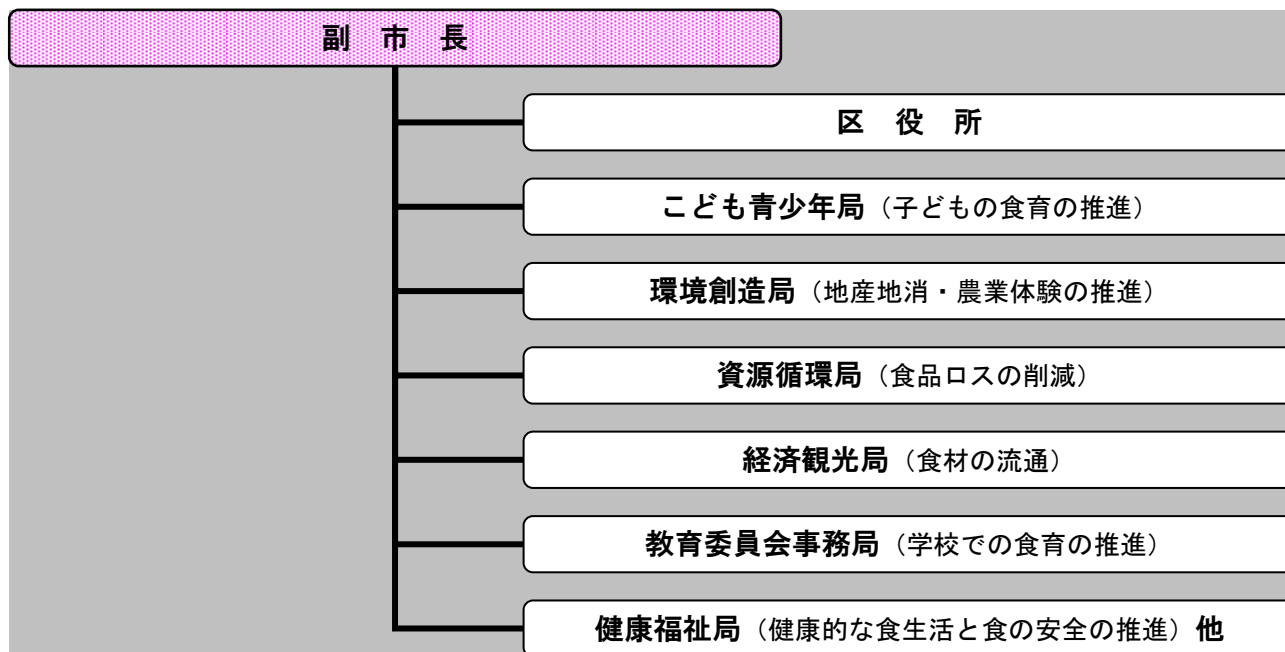 副　市　長
区　役　所
こども青少年局（子どもの食育の推進）
環境創造局（地産地消・農業体験の推進）
資源循環局（食品ロスの削減）
経済観光局（食材の流通）
教育委員会事務局（学校での食育の推進）
健康福祉局（健康的な食生活と食の安全の推進）他